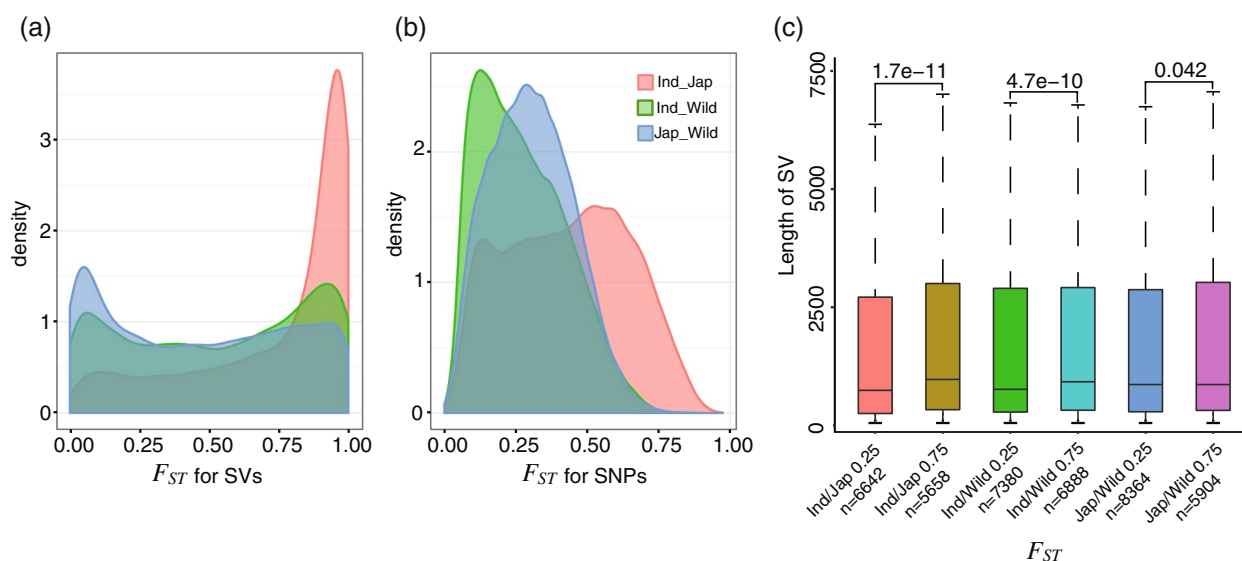 (a)
density
3
2
1
0
0.00 0.25 0.50 0.75 1.00
FST for SVs
(b)
density
2
1
0
Ind_Jap
Ind_Wild
Jap_Wild
0.00 0.25 0.50 0.75 1.00
FST for SNPs
(c)
Length of SV
7500
5000
2500
0
1.7e−11
4.7e−10
0.042
Ind/Jap 0.25
n=6642
Ind/Jap 0.75
n=5658
Ind/Wild 0.25
n=7380
Ind/Wild 0.75
n=6888
Jap/Wild 0.25
n=8364
Jap/Wild 0.75
n=5904
FST